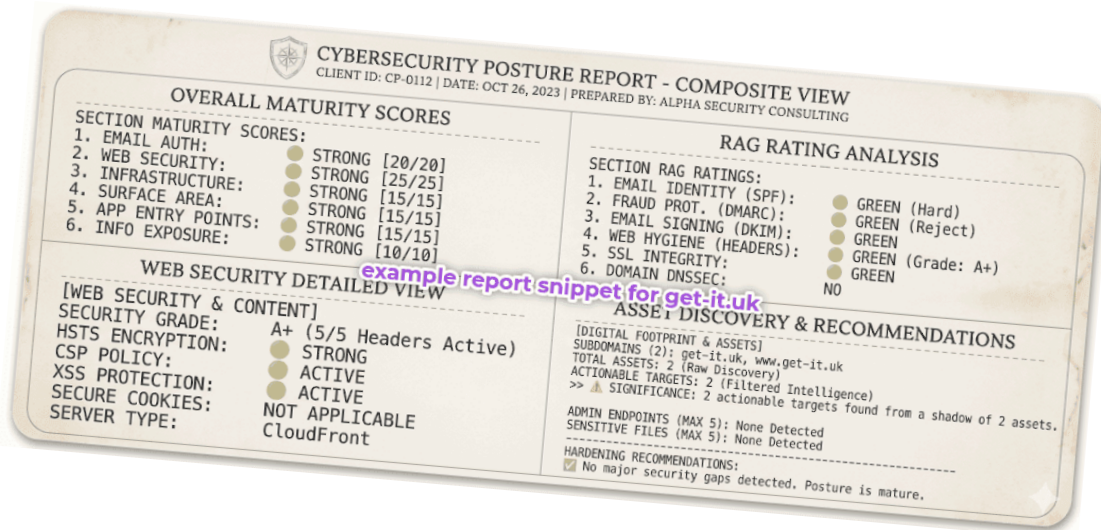 CYBERSECURITY POSTURE REPORT - COMPOSITE VIEW
CLIENT ID: CP-0112 | DATE: OCT 26, 2023 | PREPARED BY: ALPHA SECURITY CONSULTING
OVERALL MATURITY SCORES
SECTION MATURITY SCORES:
1. EMAIL AUTH: STRONG [20/20]
2. WEB SECURITY: STRONG [25/25]
3. INFRASTRUCTURE: STRONG [15/15]
4. SURFACE AREA: STRONG [15/15]
5. APP ENTRY POINTS: STRONG [15/15]
6. INFO EXPOSURE: STRONG [10/10]
RAG RATING ANALYSIS
SECTION RAG RATINGS:
1. EMAIL IDENTITY (SPF): GREEN (Hard)
2. FRAUD PROT. (DMARC): GREEN (Reject)
3. EMAIL SIGNING (DKIM): GREEN
4. WEB HYGIENE (HEADERS): GREEN (Grade: A+)
5. SSL INTEGRITY: GREEN
6. DOMAIN DNSSEC: NO
example report snippet for get-it.uk
WEB SECURITY DETAILED VIEW
[WEB SECURITY & CONTENT]
SECURITY GRADE: A+ (5/5 Headers Active)
HSTS ENCRYPTION: STRONG
CSP POLICY: ACTIVE
XSS PROTECTION: ACTIVE
SECURE COOKIES: NOT APPLICABLE
SERVER TYPE: CloudFront
ASSET DISCOVERY & RECOMMENDATIONS
[DIGITAL FOOTPRINT & ASSETS]
SUBDOMAINS (2): get-it.uk, www.get-it.uk
TOTAL ASSETS: 2 (Raw Discovery)
ACTIONABLE TARGETS: 2 (Filtered Intelligence)
>> ⚠ SIGNIFICANCE: 2 actionable targets found from a shadow of 2 assets.
ADMIN ENDPOINTS (MAX 5): None Detected
SENSITIVE FILES (MAX 5): None Detected
HARDENING RECOMMENDATIONS:
✅ No major security gaps detected. Posture is mature.